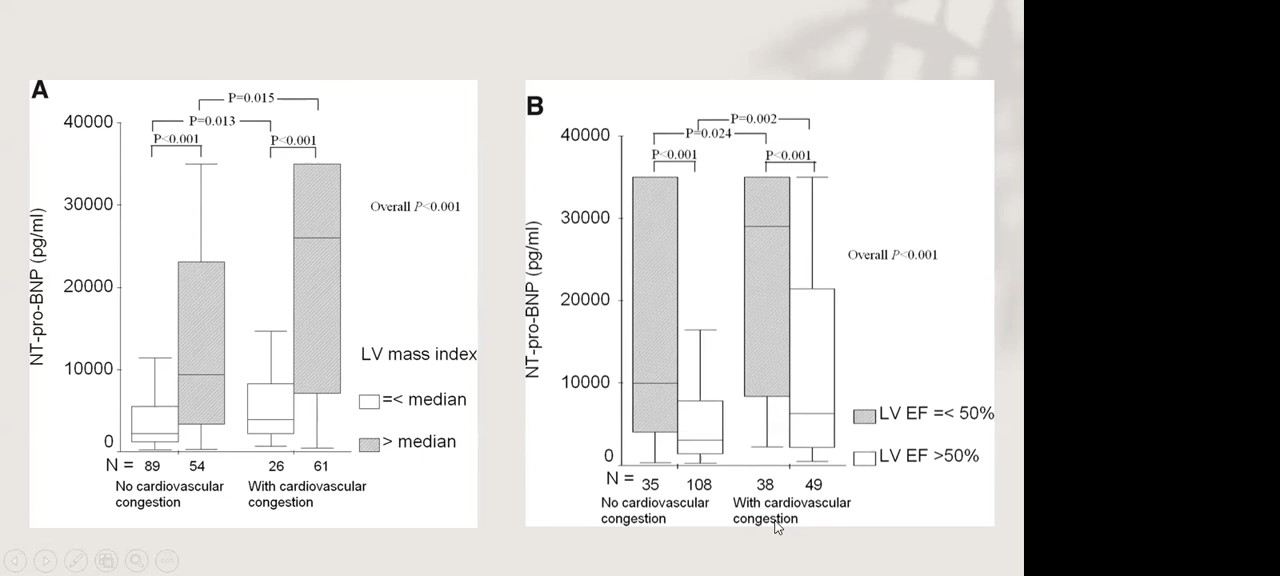 A
P=0.015
P=0.013
P<0.001
P<0.001
40000
30000
20000
10000
0
NT-pro-BNP (pg/ml)
Overall P<0.001
LV mass index
=< median
> median
N = 89 54 26 61
No cardiovascular
congestion
With cardiovascular
congestion
B
P=0.002
P=0.024
P<0.001
P<0.001
40000
30000
20000
10000
0
NT-pro-BNP (pg/ml)
Overall P<0.001
LV EF =< 50%
LV EF >50%
N = 35 108 38 49
No cardiovascular
congestion
With cardiovascular
congestion